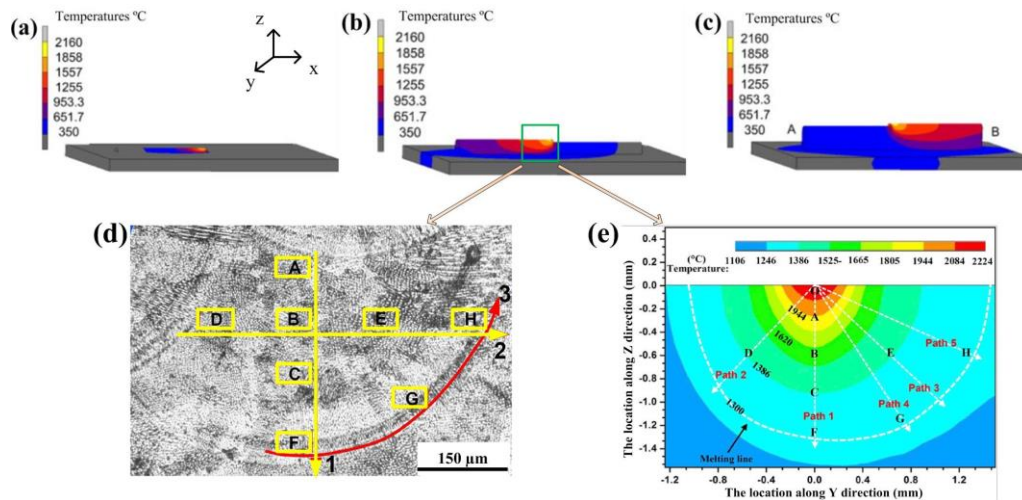 Temperatures ºC
(a)
2160
1858
1557
1255
953.3
651.7
350
z
x
y
Temperatures ºC
(b)
2160
1858
1557
1255
953.3
651.7
350
Temperatures ºC
(c)
2160
1858
1557
1255
953.3
651.7
350
A
B
(d)
A
D
B
E
H
C
G
F
1
2
3
150 µm
(e)
(ºC)
Temperature:
1106 1246 1386 1525- 1665 1805 1944 2084 2224
The location along Z direction (mm)
0.4
0.2
0.0
-0.2
-0.4
-0.6
-0.8
-1.0
-1.2
-1.4
1944
A
1620
Path 5
D
B
E
H
1386
Path 2
Path 3
C
Path 4
1300
Path 1
G
F
Melting line
-1.2 -0.8 -0.4 0.0 0.4 0.8 1.2
The location along Y direction (mm)